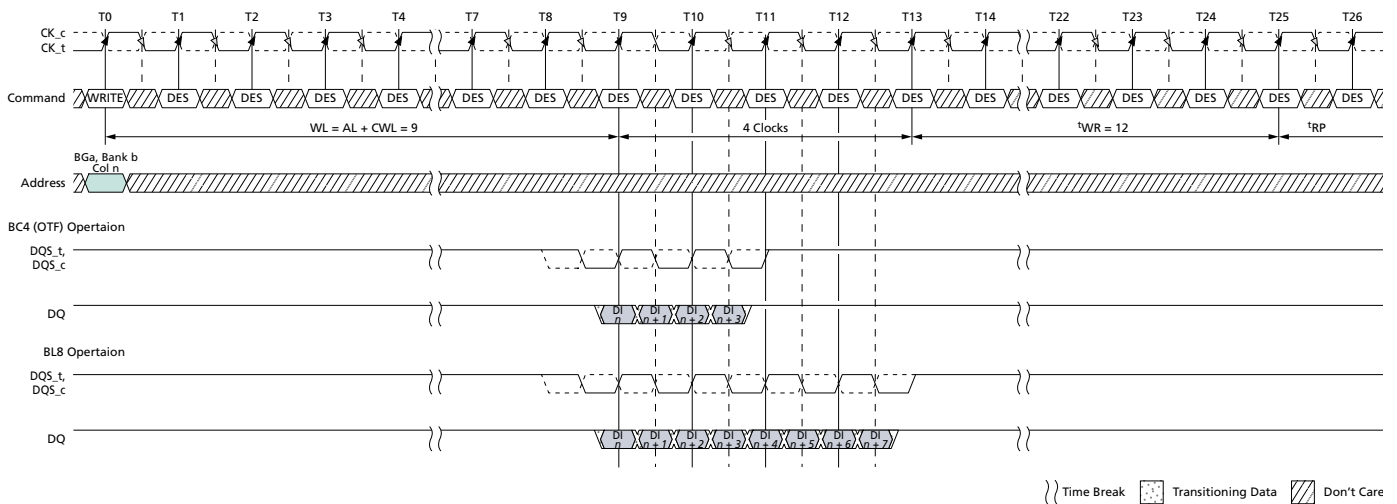 T0 T1 T2 T3 T4 T7 T8 T9 T10 T11 T12 T13 T14 T22 T23 T24 T25 T26
CK_c
CK_t
Command WRITE DES DES DES DES DES DES DES DES DES DES DES DES DES DES DES DES DES
WL = AL + CWL = 9 4 Clocks tWR = 12 tRP
BGa, Bank b
Col n
Address
BC4 (OTF) Opertaion
DQS_t,
DQS_c
DQ DI n DI n + 1 DI n + 2 DI n + 3
BL8 Opertaion
DQS_t,
DQS_c
DQ DI n DI n + 1 DI n + 2 DI n + 3 DI n + 4 DI n + 5 DI n + 6 DI n + 7
Time Break Transitioning Data Don't Care